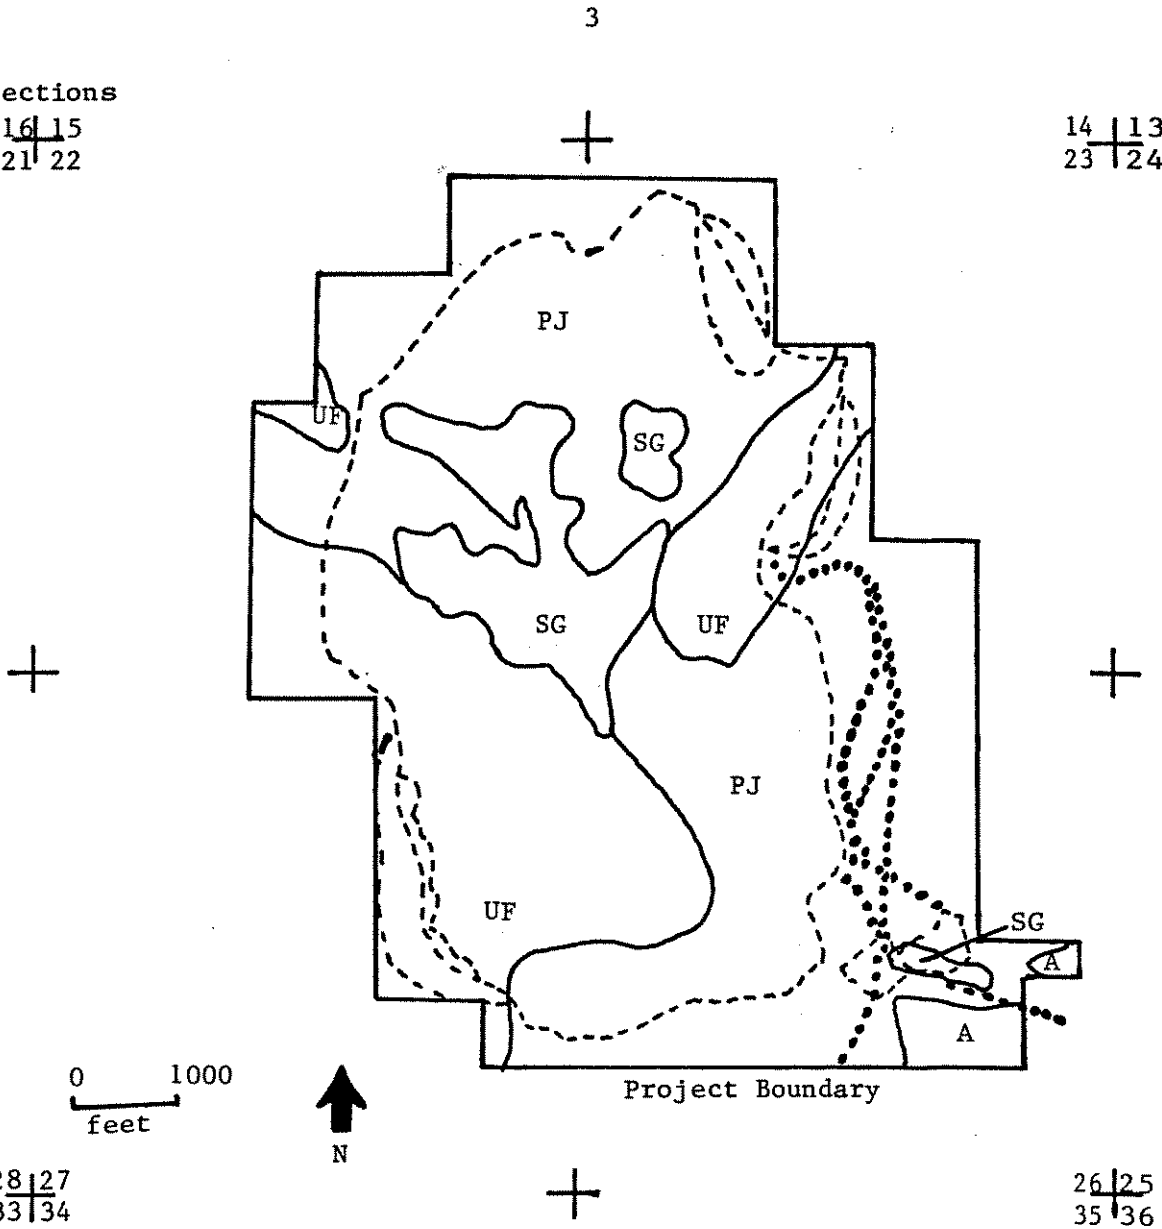 3
ections
16 15
21 22
14 13
23 24
PJ
UF
SG
SG
UF
PJ
UF
SG
A
A
0 1000
feet
Project Boundary
N
28 27
33 34
26 25
35 36